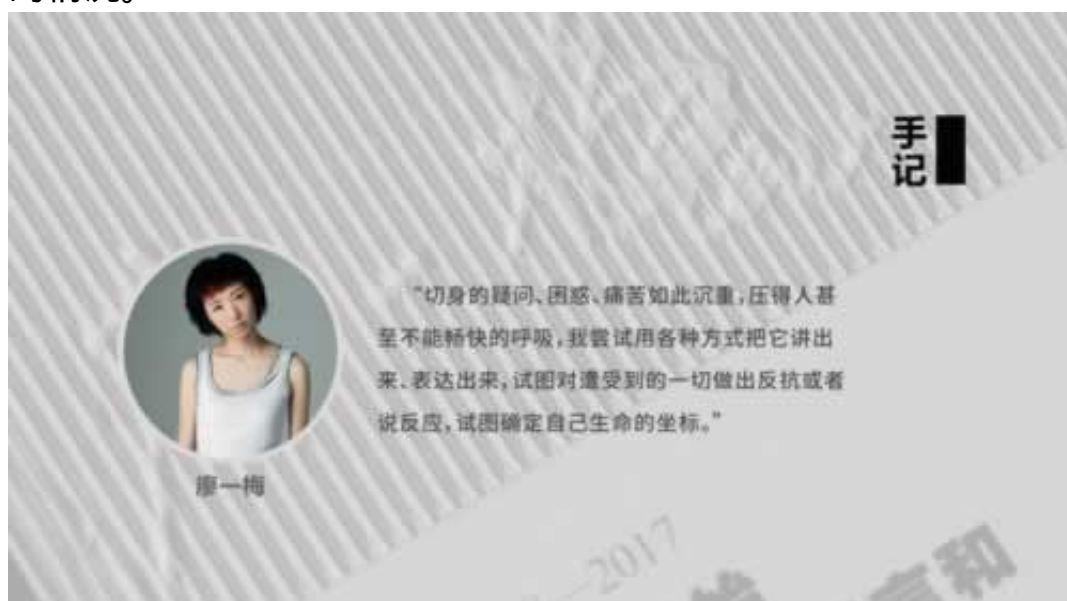 手记
"切身的疑问、困惑、痛苦如此沉重，压得人甚
至不能畅快的呼吸，我尝试用各种方式把它讲出
来、表达出来，试图对遭受到的一切做出反抗或者
说反应，试图确定自己生命的坐标。"
廖一梅
—2017